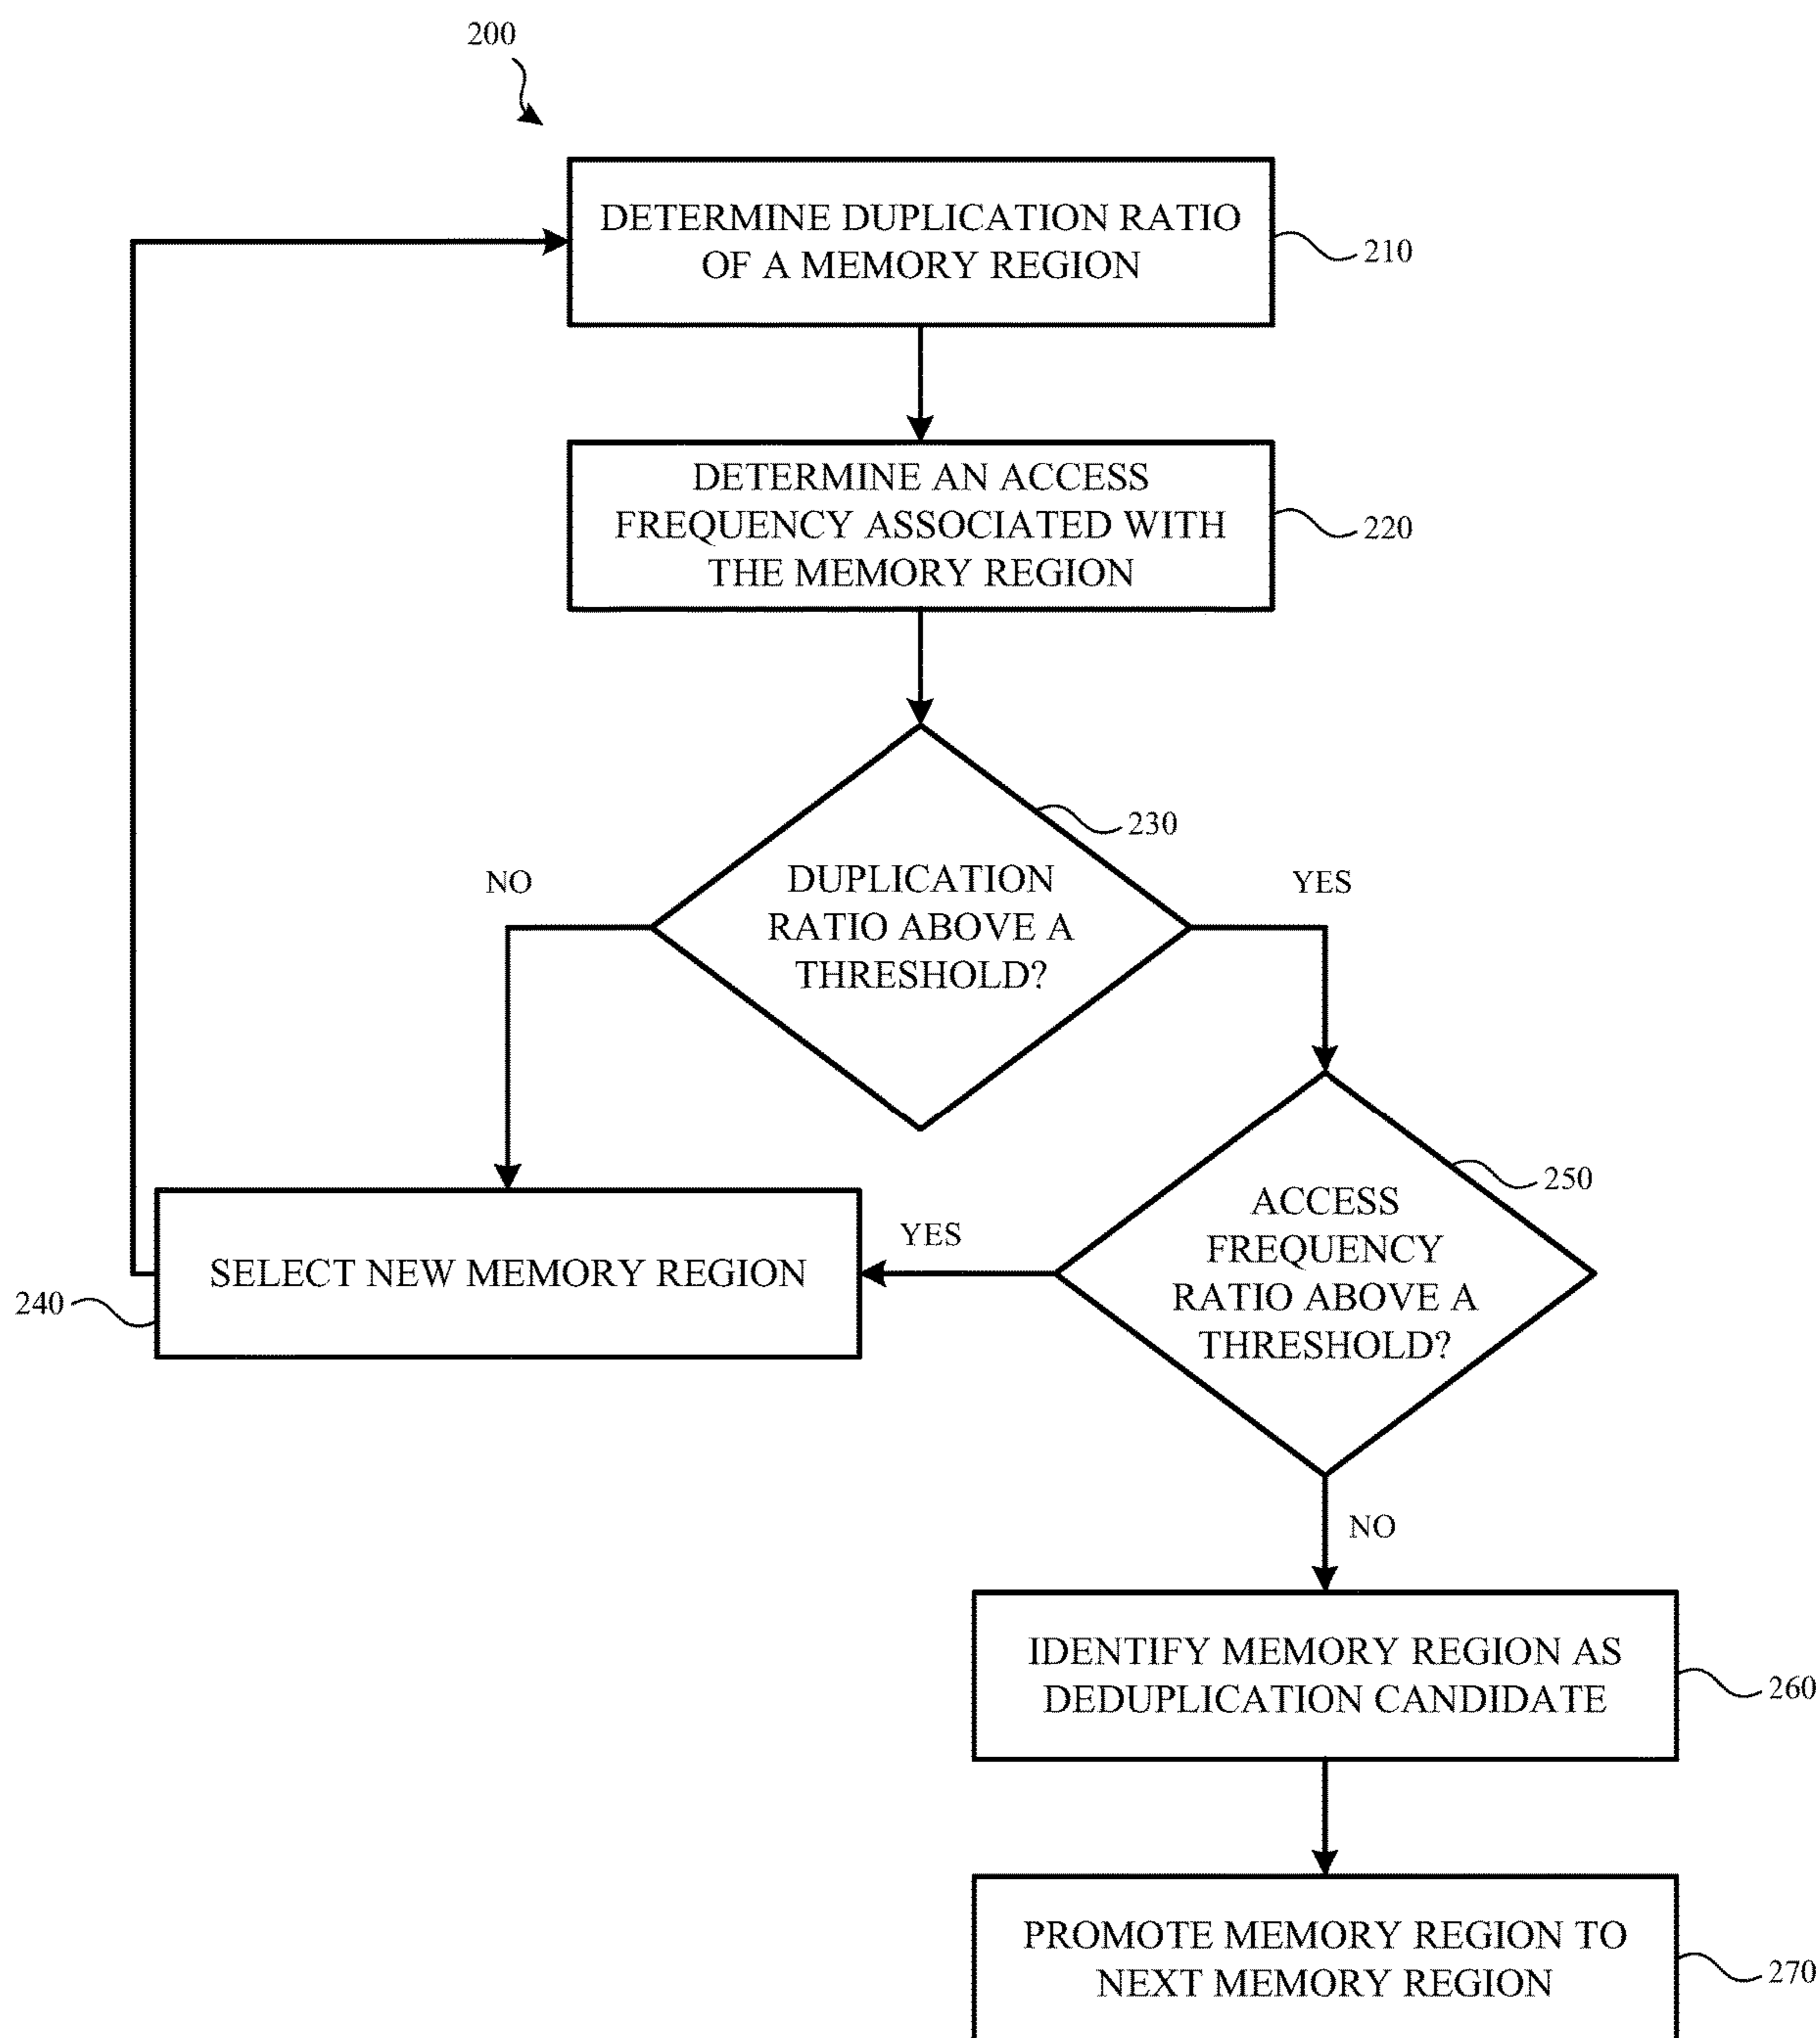 200
DETERMINE DUPLICATION RATIO
OF A MEMORY REGION
210
DETERMINE AN ACCESS
FREQUENCY ASSOCIATED WITH
THE MEMORY REGION
220
230
DUPLICATION
RATIO ABOVE A
THRESHOLD?
NO
YES
SELECT NEW MEMORY REGION
240
YES
250
ACCESS
FREQUENCY
RATIO ABOVE A
THRESHOLD?
NO
IDENTIFY MEMORY REGION AS
DEDUPLICATION CANDIDATE
260
PROMOTE MEMORY REGION TO
NEXT MEMORY REGION
270